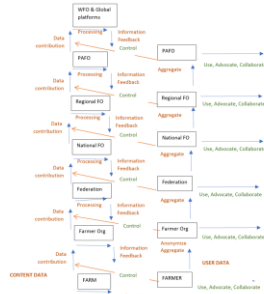 WFO & Global
platforms
Processing
Information
Feedback
Data
contribution
Control
PAFO
PAFO
Aggregate
Use, Advocate, Collaborate
Processing
Information
Feedback
Data
contribution
Control
Regional FO
Regional FO
Aggregate
Use, Advocate, Collaborate
Processing
Information
Feedback
Data
contribution
Control
National FO
National FO
Aggregate
Use, Advocate, Collaborate
Processing
Information
Feedback
Data
contribution
Control
Federation
Federation
Aggregate
Use, Advocate, Collaborate
Processing
Information
Feedback
Data
contribution
Control
Farmer Org
Farmer Org
Anonymize
Aggregate
Use, Advocate, Collaborate
Information
Feedback
Data
contribution
USER DATA
CONTENT DATA
Control
FARM
FARMER
Use, Advocate, Collaborate